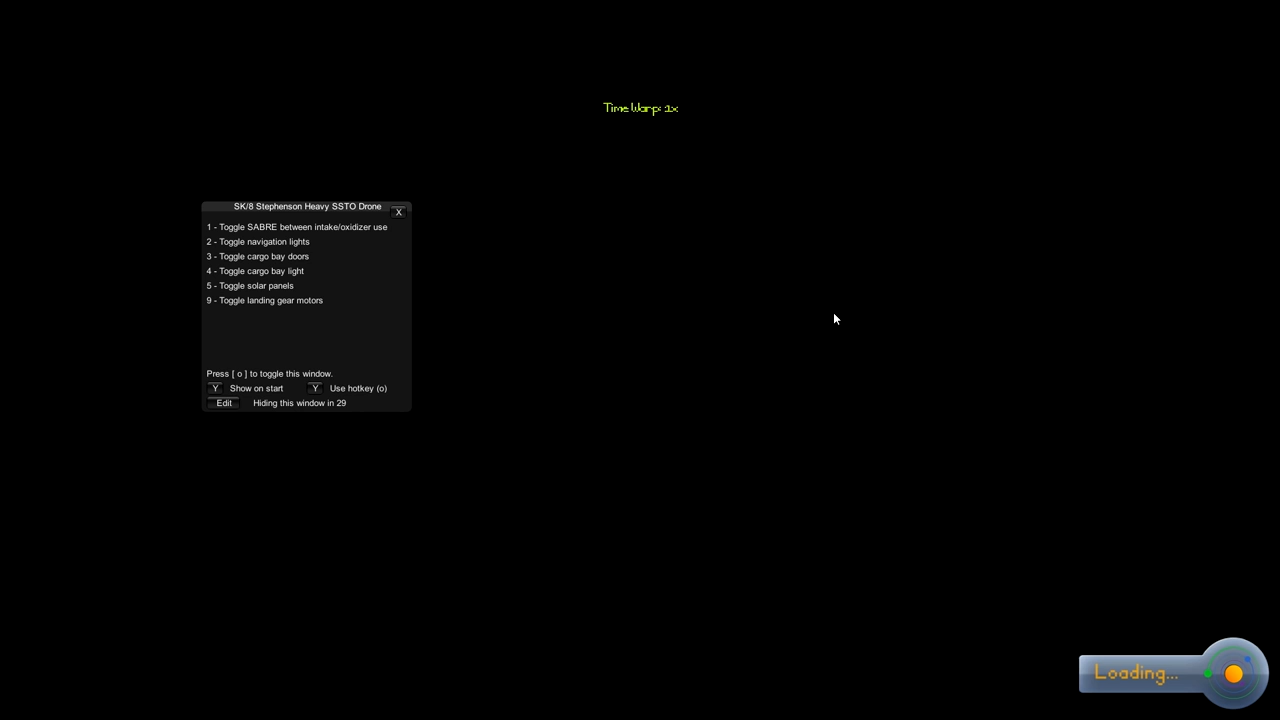 Time Warp: 1x
SK/8 Stephenson Heavy SSTO Drone
X
1 - Toggle SABRE between intake/oxidizer use
2 - Toggle navigation lights
3 - Toggle cargo bay doors
4 - Toggle cargo bay light
5 - Toggle solar panels
9 - Toggle landing gear motors
Press [ o ] to toggle this window.
Y Show on start Y Use hotkey (o)
Edit Hiding this window in 29
Loading...